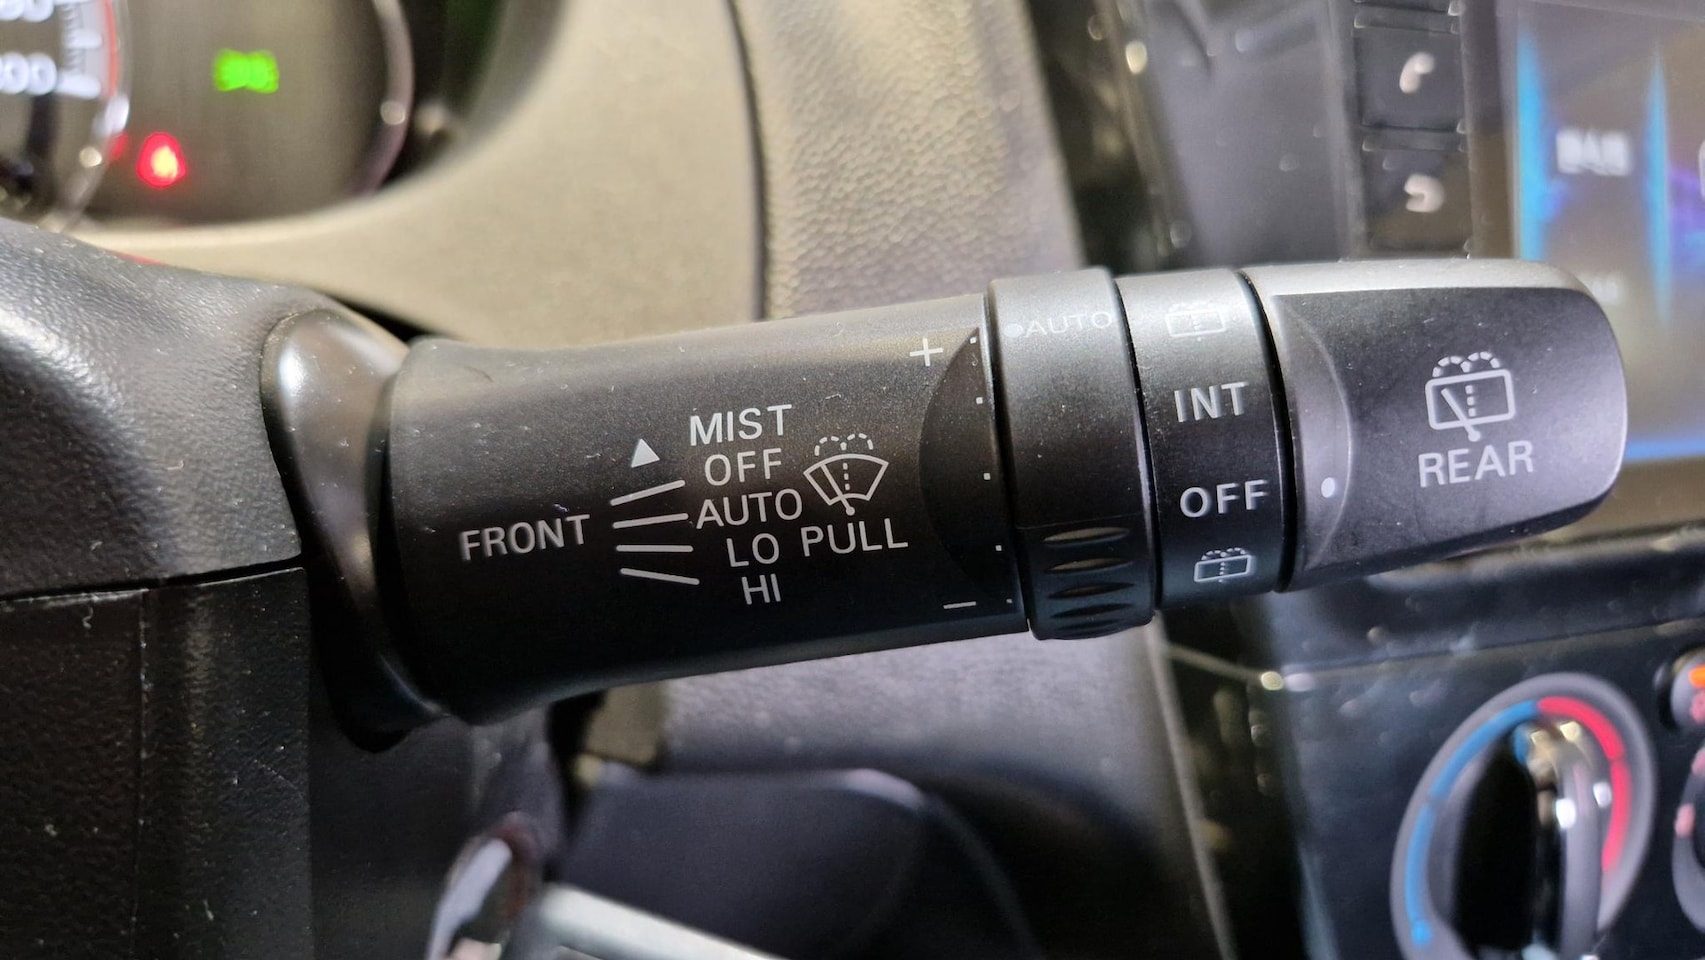 MIST
OFF
FRONT AUTO
LO PULL
HI
+
−
AUTO
INT
OFF
REAR